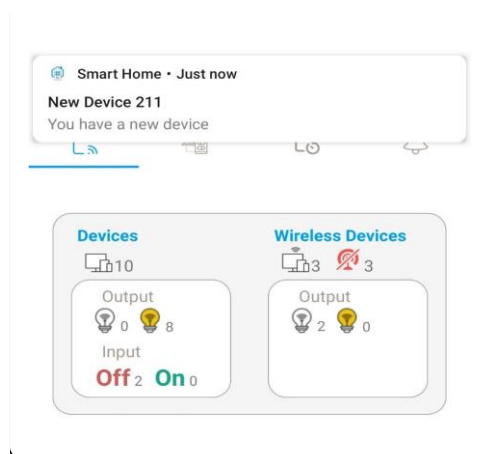 Smart Home • Just now
New Device 211
You have a new device
Devices
Wireless Devices
10
3 3
Output
0 8
Output
2 0
Input
Off 2 On 0